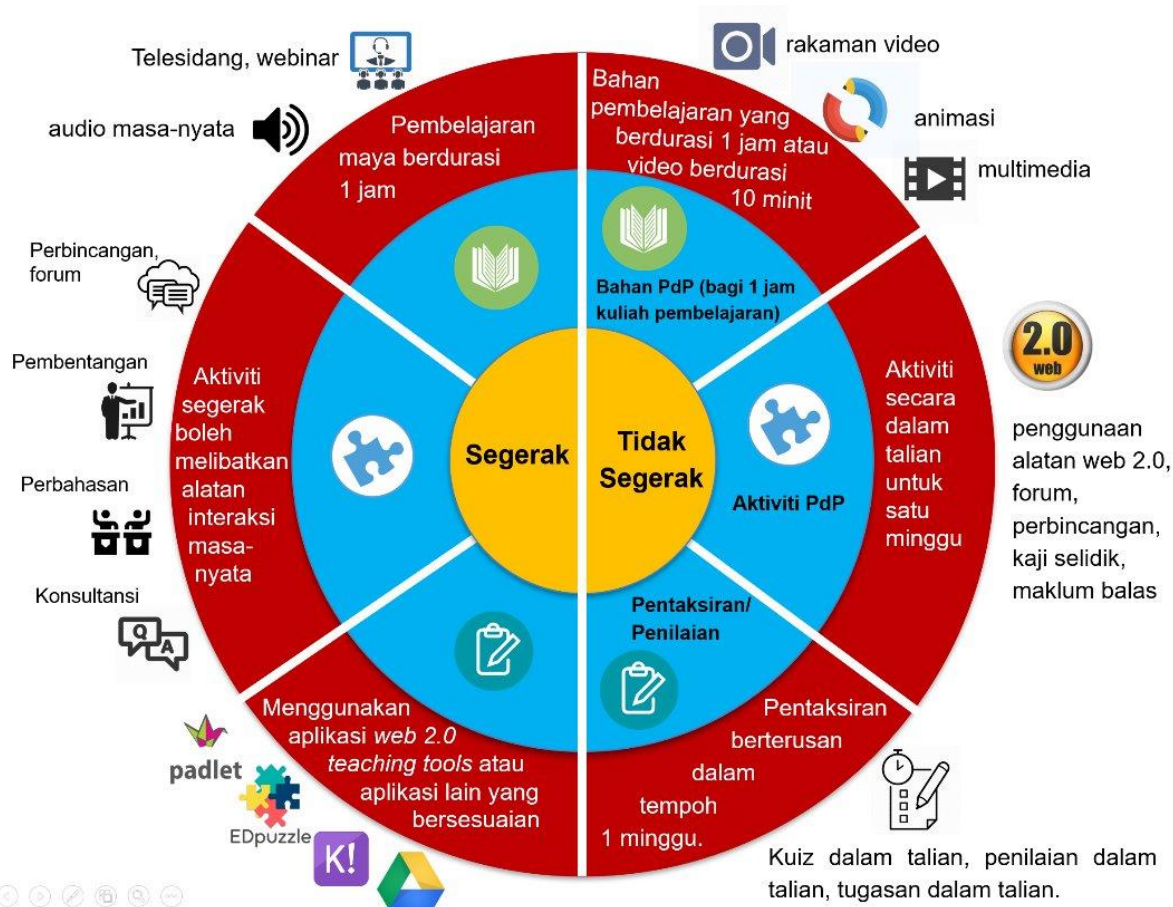 Telesidang, webinar
audio masa-nyata
Pembelajaran
maya berdurasi
1 jam
Bahan
pembelajaran yang
berdurasi 1 jam atau
video berdurasi
10 minit
rakaman video
animasi
multimedia
Perbincangan,
forum
Pembentangan
Perbahasan
Konsultansi
Q
A
Aktiviti
segerak
boleh
melibatkan
alatan
interaksi
masa-
nyata
Bahan PdP (bagi 1 jam
kuliah pembelajaran)
Segerak
Tidak
Segerak
Aktiviti PdP
Aktiviti
secara
dalam
talian
untuk
satu
minggu
2.0
web
penggunaan
alatan web 2.0,
forum,
perbincangan,
kaji selidik,
maklum balas
Pentaksiran/
Penilaian
Menggunakan
aplikasi web 2.0
teaching tools atau
aplikasi lain yang
bersesuaian
padlet
EDpuzzle
K!
Pentaksiran
berterusan
dalam
tempoh
1 minggu.
Kuiz dalam talian, penilaian dalam
talian, tugasan dalam talian.